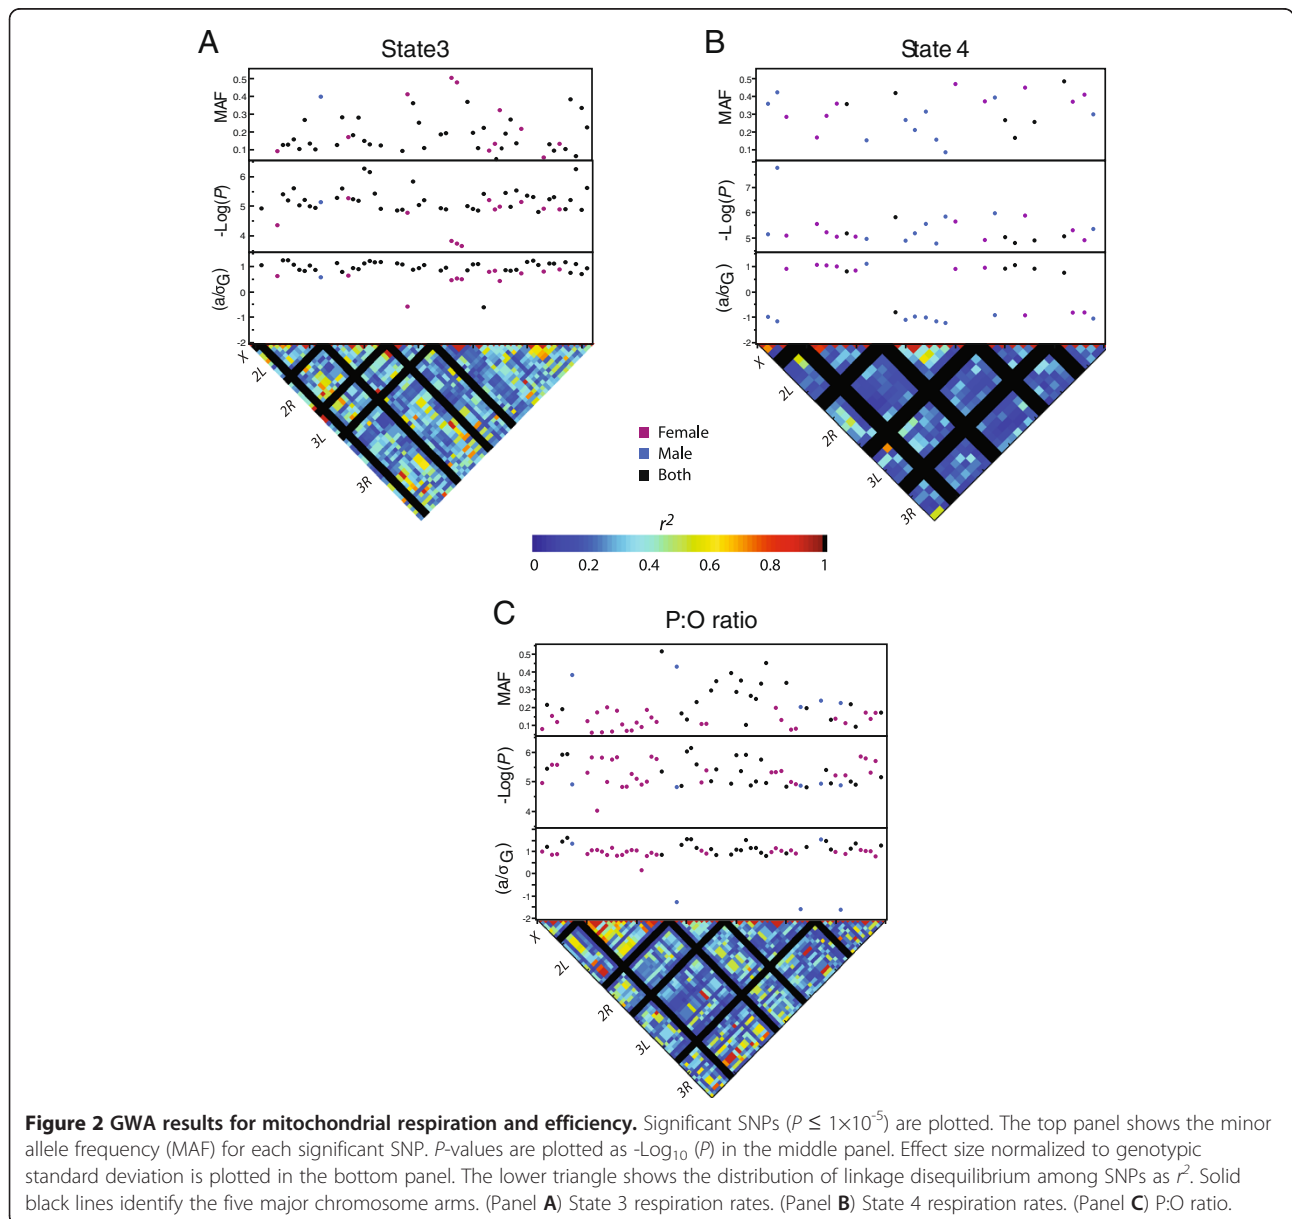 A
State3
MAF
0.5
0.4
0.3
0.2
0.1
-Log(P)
6
5
4
(a/σG)
1
0
-1
-2
X
2L
2R
3L
3R
B
State 4
MAF
0.5
0.4
0.3
0.2
0.1
-Log(P)
7
6
5
(a/σG)
1
0
-1
-2
X
2L
2R
3L
3R
Female
Male
Both
r²
0 0.2 0.4 0.6 0.8 1
C
P:O ratio
MAF
0.5
0.4
0.3
0.2
0.1
-Log(P)
6
5
4
(a/σG)
1
0
-1
-2
X
2L
2R
3L
3R
Figure 2 GWA results for mitochondrial respiration and efficiency. Significant SNPs (P ≤ 1×10⁻⁵) are plotted. The top panel shows the minor
allele frequency (MAF) for each significant SNP. P-values are plotted as -Log₁₀ (P) in the middle panel. Effect size normalized to genotypic
standard deviation is plotted in the bottom panel. The lower triangle shows the distribution of linkage disequilibrium among SNPs as r². Solid
black lines identify the five major chromosome arms. (Panel A) State 3 respiration rates. (Panel B) State 4 respiration rates. (Panel C) P:O ratio.